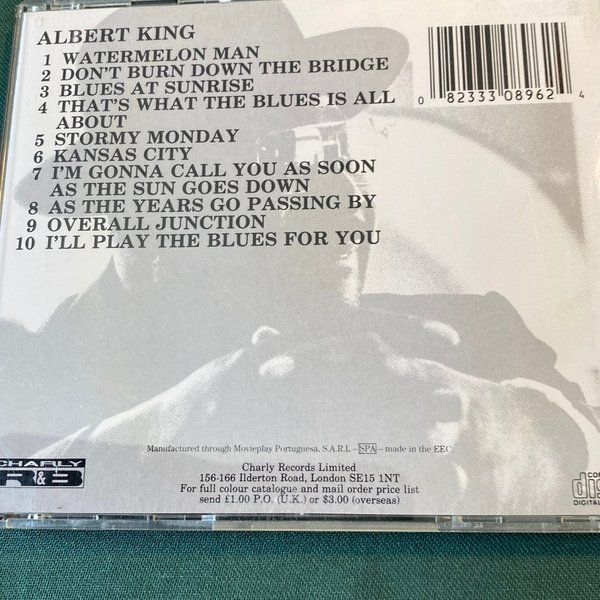 ALBERT KING
1 WATERMELON MAN
2 DON'T BURN DOWN THE BRIDGE
3 BLUES AT SUNRISE
4 THAT'S WHAT THE BLUES IS ALL
ABOUT
5 STORMY MONDAY
6 KANSAS CITY
7 I'M GONNA CALL YOU AS SOON
AS THE SUN GOES DOWN
8 AS THE YEARS GO PASSING BY
9 OVERALL JUNCTION
10 I'LL PLAY THE BLUES FOR YOU
0 82333 08962 4
Manufactured through Movieplay Portuguesa, S.A.R.L – SPA – made in the EEC
Charly Records Limited
156-166 Ilderton Road, London SE15 1NT
For full colour catalogue and mail order price list
send £1.00 P.O. (U.K.) or $3.00 (overseas)
CHARLY
R&B